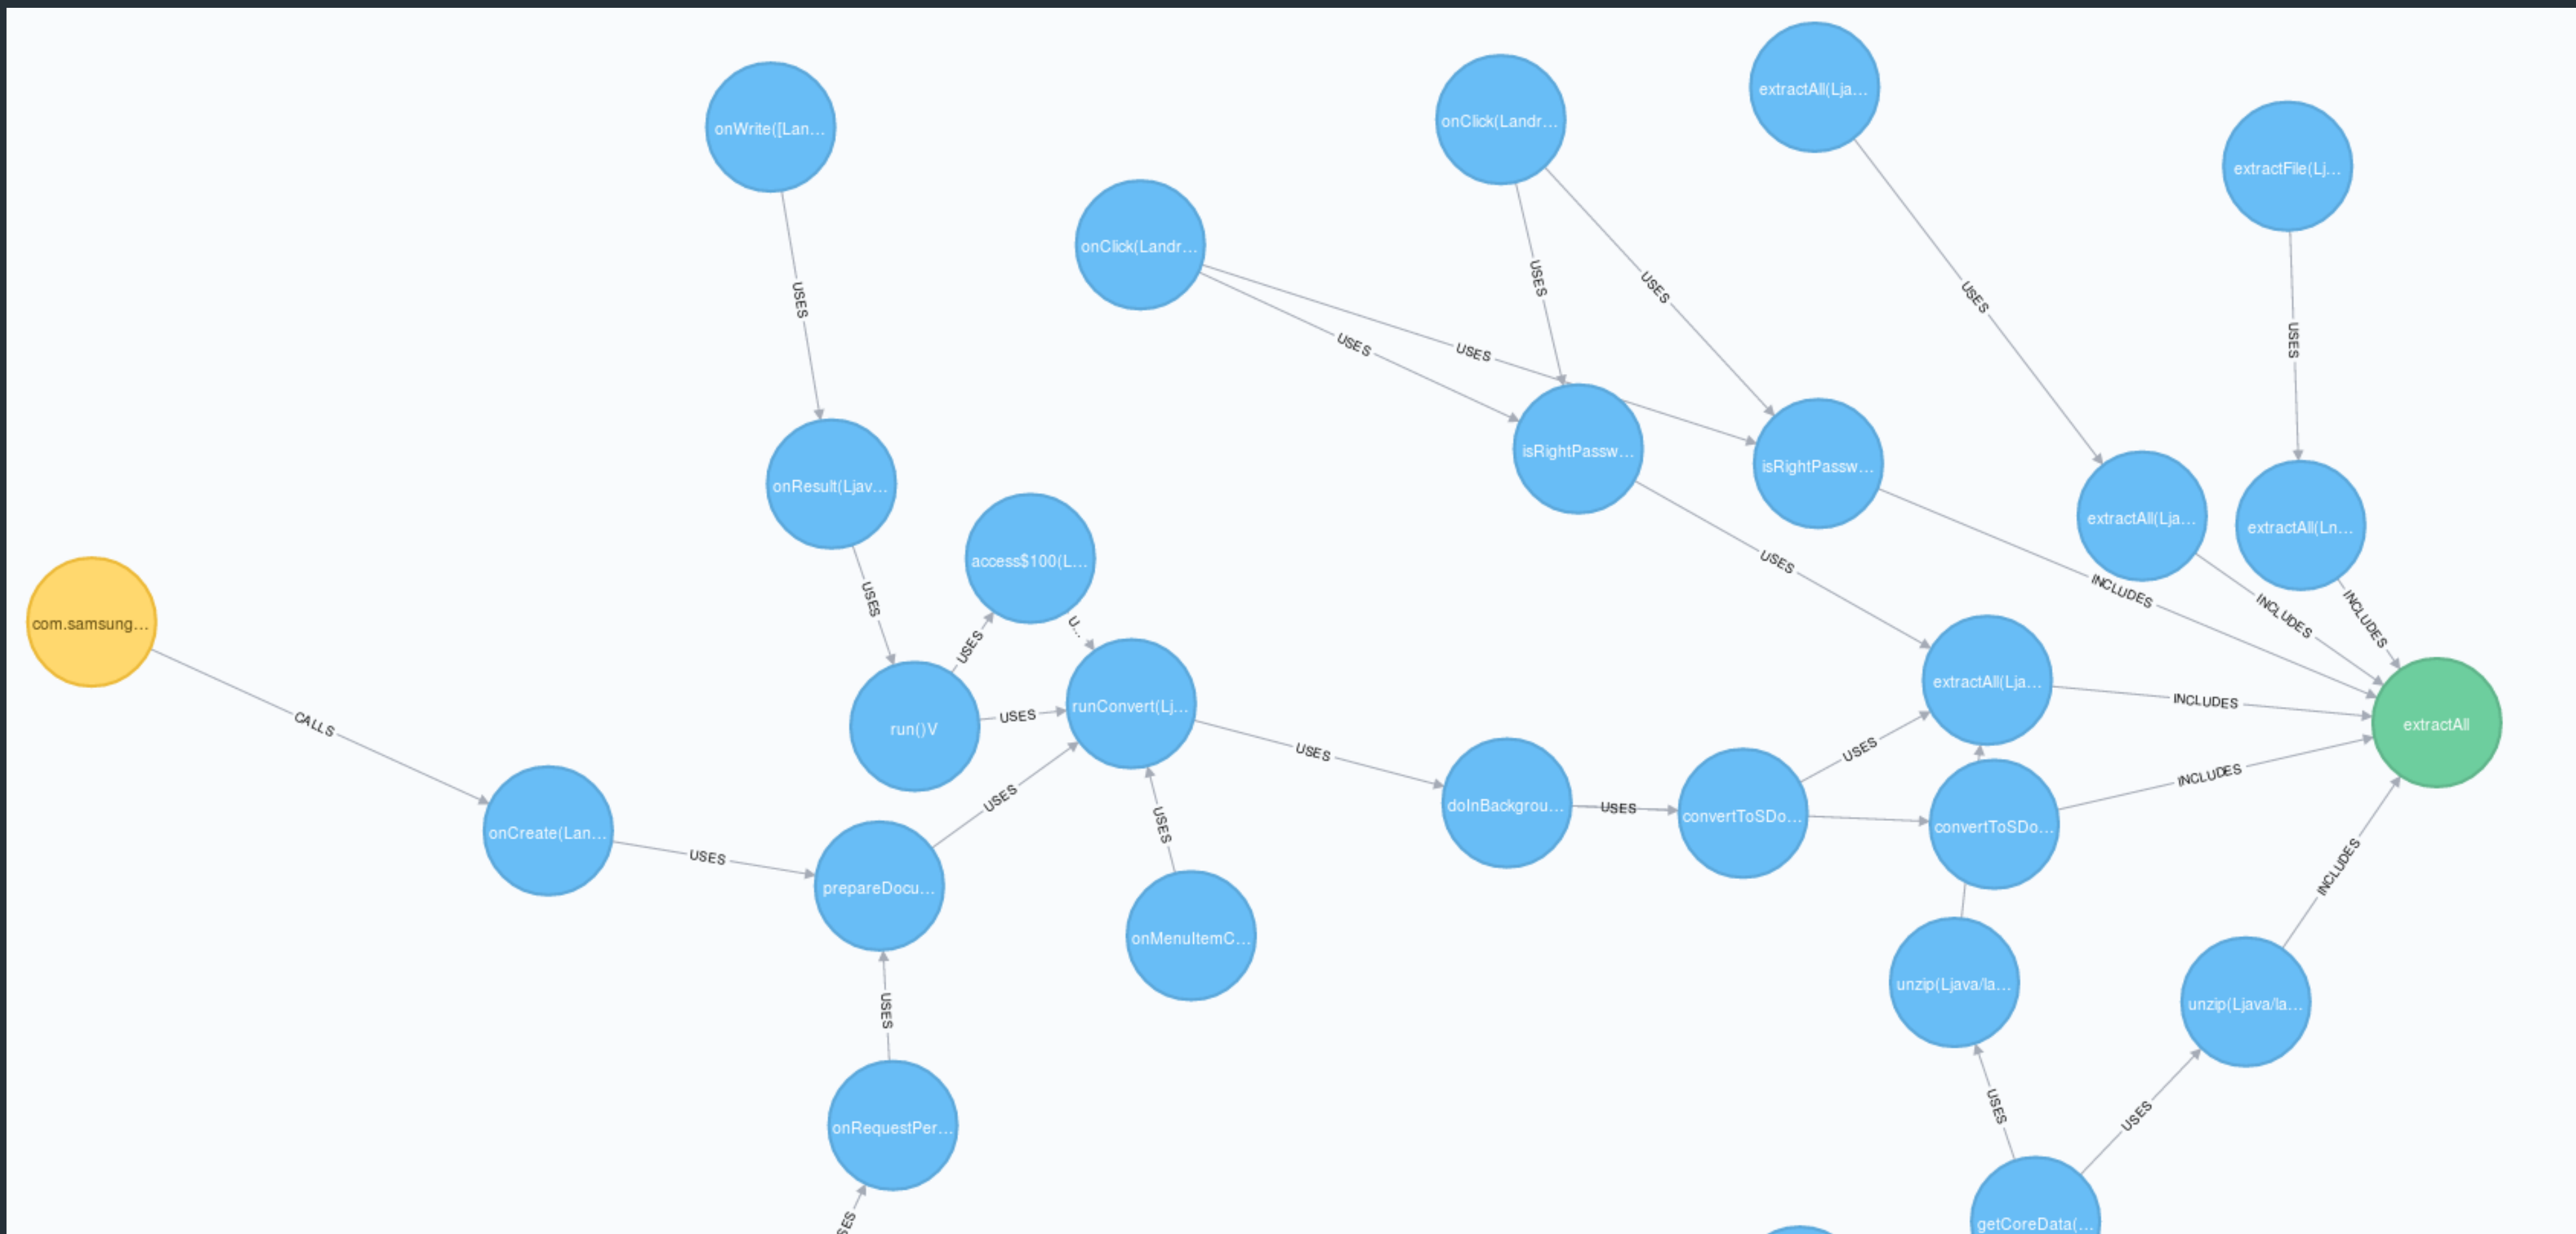 extractAll(Lja...
onWrite([Lan...
onClick(Landr...
extractFile(Lj...
onClick(Landr...
USES
USES
USES
USES
USES
USES
USES
isRightPassw...
isRightPassw...
onResult(Ljav...
extractAll(Lja...
extractAll(Ln...
access$100(L...
USES
USES
INCLUDES
INCLUDES
INCLUDES
com.samsung...
U...
USES
extractAll(Lja...
INCLUDES
runConvert(Lj...
USES
CALLS
run()V
extractAll
USES
USES
INCLUDES
USES
doInBackgrou...
USES
convertToSDo...
convertToSDo...
USES
onCreate(Lan...
USES
prepareDocu...
INCLUDES
onMenuItemC...
unzip(Ljava/la...
unzip(Ljava/la...
USES
USES
USES
onRequestPer...
SES
getCoreData(...